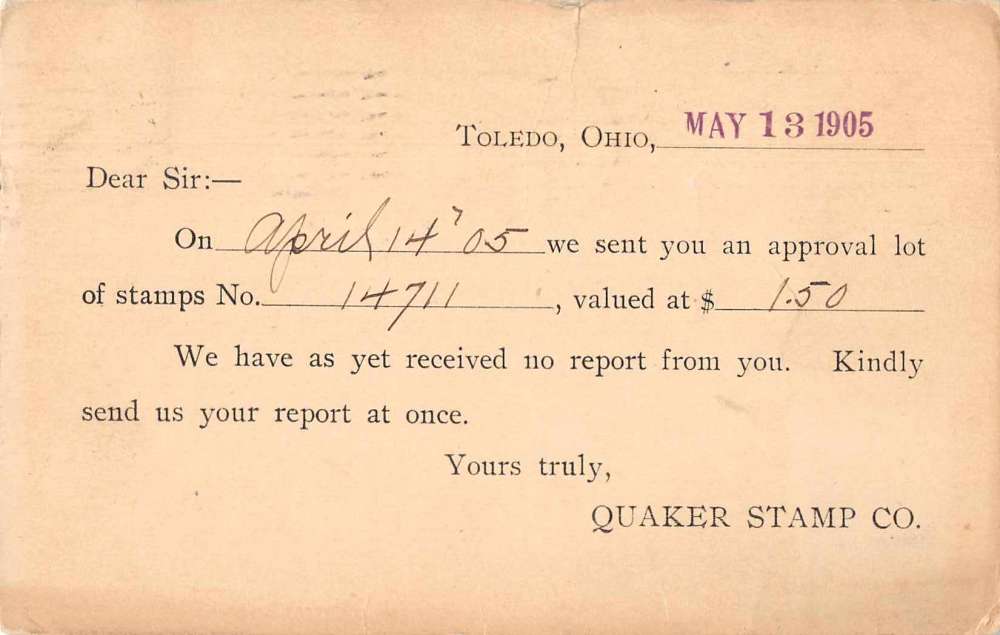 Toledo, Ohio, MAY 13 1905
Dear Sir:—
On April 14 '05 we sent you an approval lot
of stamps No. 14711, valued at $ 1.50
We have as yet received no report from you. Kindly
send us your report at once.
Yours truly,
QUAKER STAMP CO.